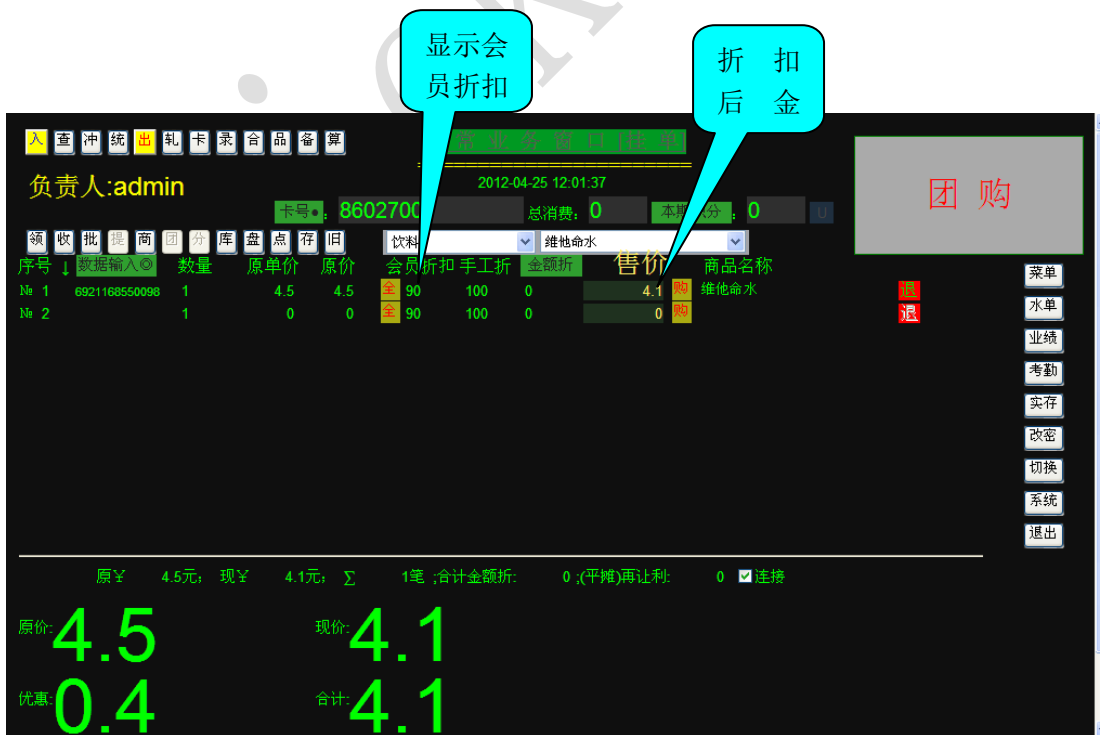 显示会
员折扣
折 扣
后 金
入 查 冲 统 出 轧 卡 录 合 品 备 算
常 业 务 窗 口 [挂 单]
负责人:admin
2012-04-25 12:01:37
团 购
卡号●: 8602700
总消费: 0
本期积分: 0 U
领 收 批 提 商 团 分 库 盘 点 存 旧 饮料 维他命水
序号 ↓ 数据输入◎ 数量 原单价 原价 会员折扣 手工折 金额折 售价 商品名称
№ 1 6921168550098 1 4.5 4.5 全 90 100 0 4.1 购 维他命水 退
№ 2 1 0 0 全 90 100 0 0 购 退
菜单
水单
业绩
考勤
实存
改密
切换
系统
退出
原￥ 4.5元; 现￥ 4.1元; ∑ 1笔 ;合计金额折: 0 ;(平摊)再让利: 0 连接
原价: 4.5 现价: 4.1
优惠: 0.4 合计: 4.1